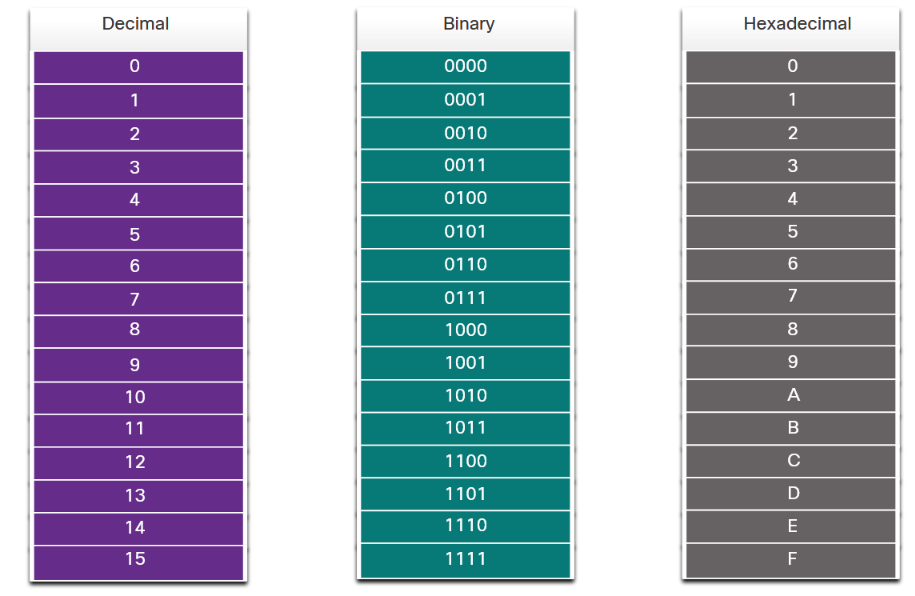 Decimal Binary Hexadecimal
0 0000 0
1 0001 1
2 0010 2
3 0011 3
4 0100 4
5 0101 5
6 0110 6
7 0111 7
8 1000 8
9 1001 9
10 1010 A
11 1011 B
12 1100 C
13 1101 D
14 1110 E
15 1111 F